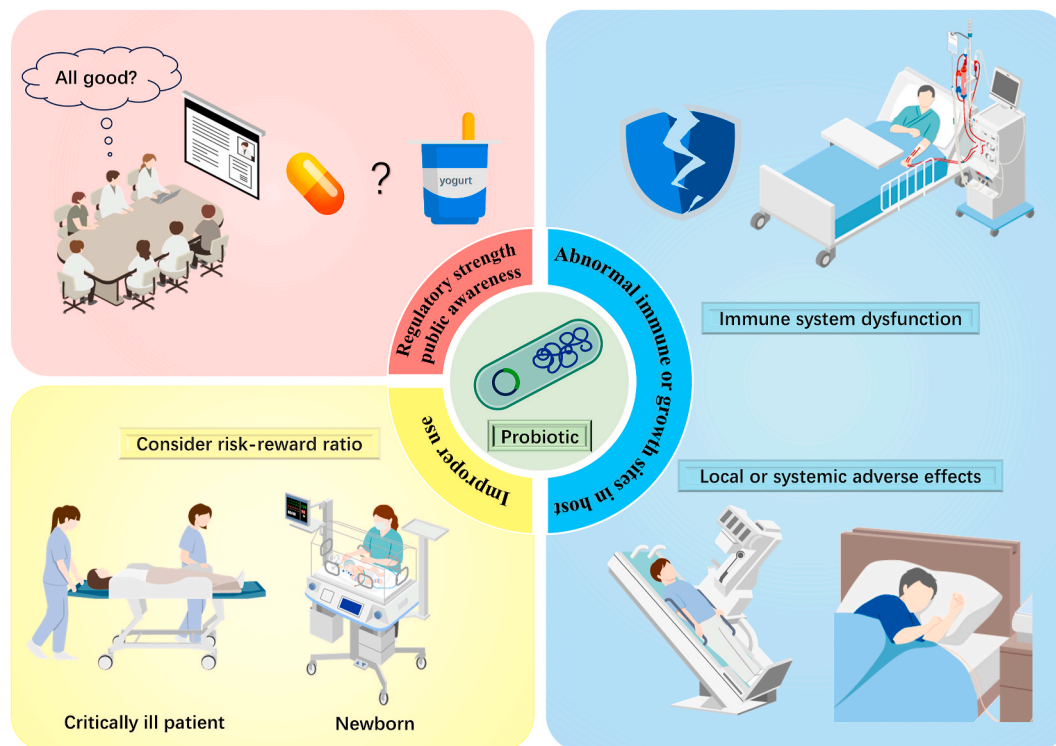 All good?
?
yogurt
Regulatory strength
public awareness
Abnormal immune or growth sites in host
Immune system dysfunction
Probiotic
Improper use
Consider risk-reward ratio
Local or systemic adverse effects
Critically ill patient
Newborn